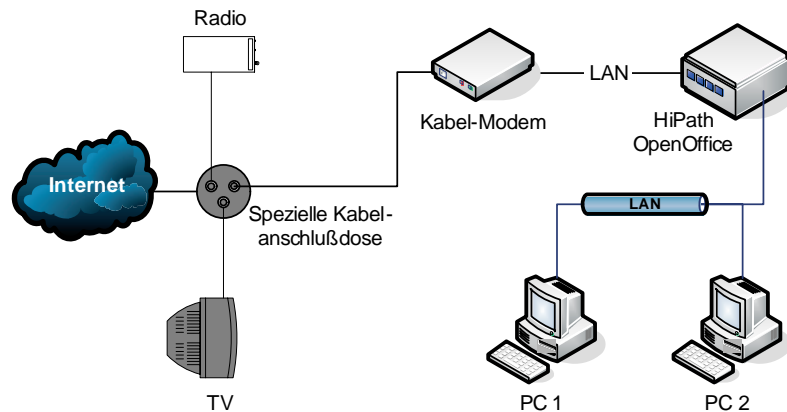 Radio
Internet
Spezielle Kabel-
anschlußdose
TV
Kabel-Modem
LAN
HiPath
OpenOffice
LAN
PC 1
PC 2